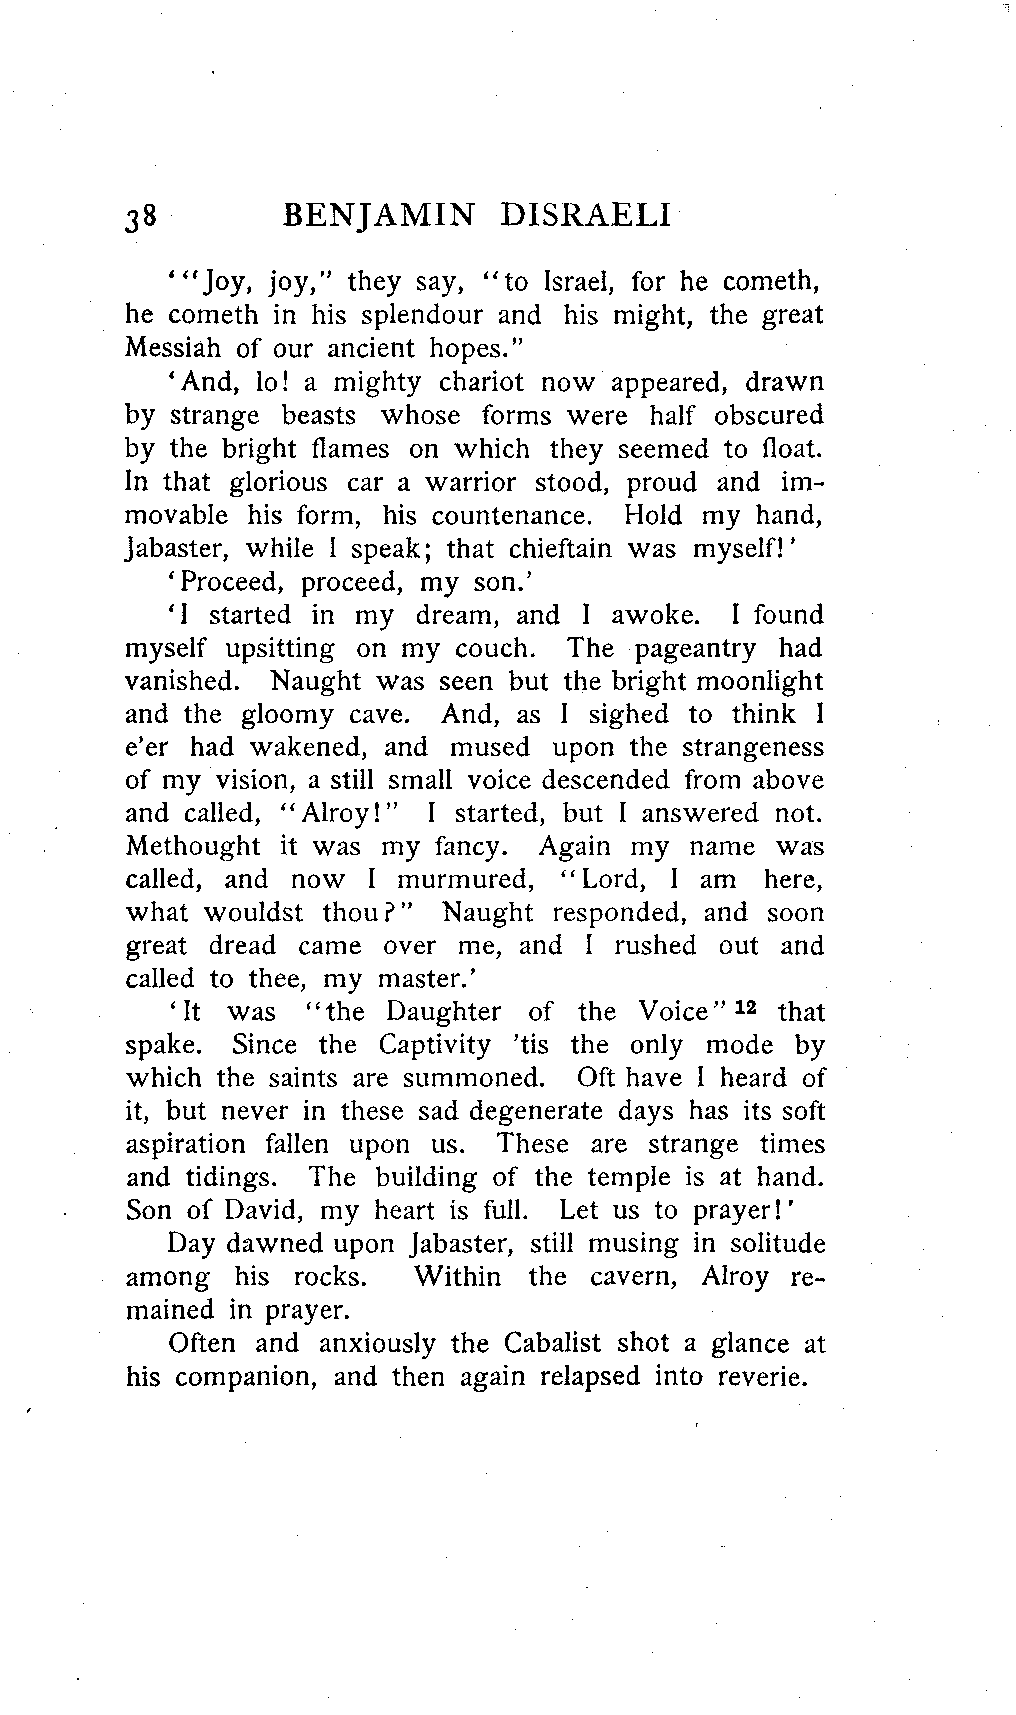 38 BENJAMIN DISRAELI
‘“Joy, joy,” they say, “to Israel, for he cometh,
he cometh in his splendour and his might, the great
Messiah of our ancient hopes.”
‘And, lo! a mighty chariot now appeared, drawn
by strange beasts whose forms were half obscured
by the bright flames on which they seemed to float.
In that glorious car a warrior stood, proud and im-
movable his form, his countenance. Hold my hand,
Jabaster, while I speak; that chieftain was myself!’
‘Proceed, proceed, my son.’
‘I started in my dream, and I awoke. I found
myself upsitting on my couch. The pageantry had
vanished. Naught was seen but the bright moonlight
and the gloomy cave. And, as I sighed to think I
e’er had wakened, and mused upon the strangeness
of my vision, a still small voice descended from above
and called, “Alroy!” I started, but I answered not.
Methought it was my fancy. Again my name was
called, and now I murmured, “Lord, I am here,
what wouldst thou?” Naught responded, and soon
great dread came over me, and I rushed out and
called to thee, my master.’
‘It was “the Daughter of the Voice” 12 that
spake. Since the Captivity ’tis the only mode by
which the saints are summoned. Oft have I heard of
it, but never in these sad degenerate days has its soft
aspiration fallen upon us. These are strange times
and tidings. The building of the temple is at hand.
Son of David, my heart is full. Let us to prayer!’
Day dawned upon Jabaster, still musing in solitude
among his rocks. Within the cavern, Alroy re-
mained in prayer.
Often and anxiously the Cabalist shot a glance at
his companion, and then again relapsed into reverie.